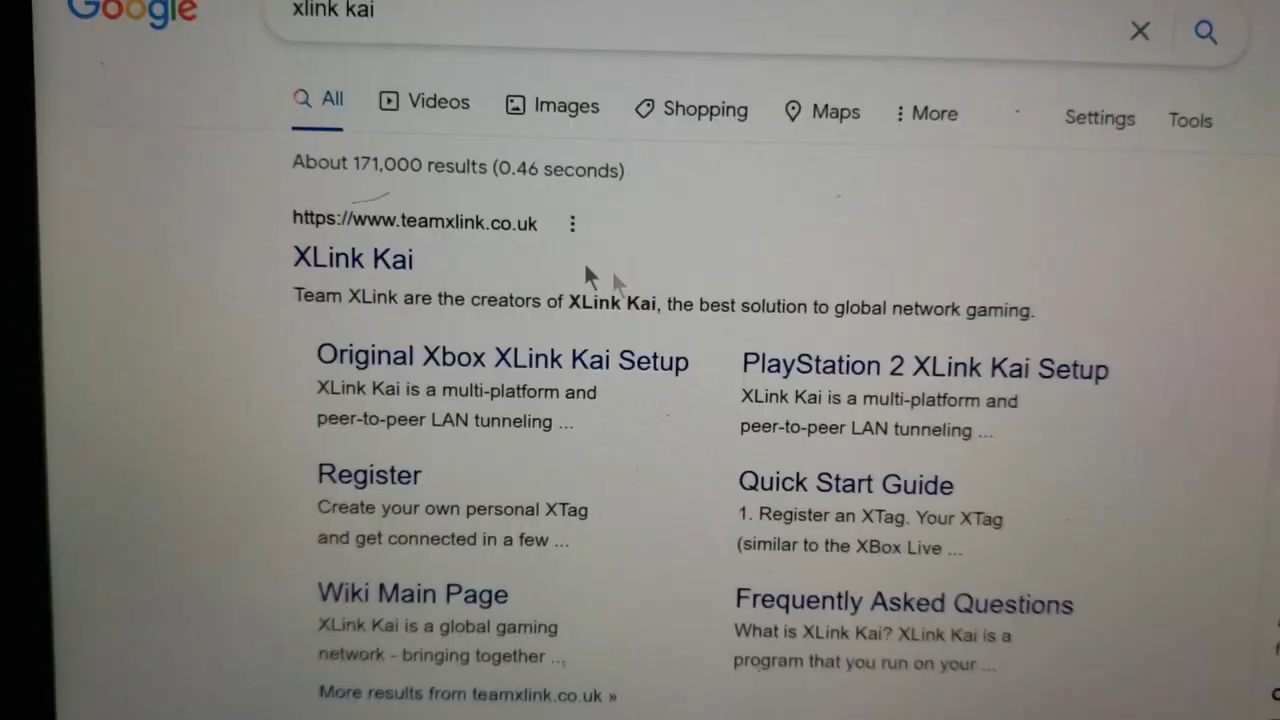 Google
xlink kai
All Videos Images Shopping Maps More Settings Tools
About 171,000 results (0.46 seconds)
https://www.teamxlink.co.uk
XLink Kai
Team XLink are the creators of XLink Kai, the best solution to global network gaming.
Original Xbox XLink Kai Setup
XLink Kai is a multi-platform and
peer-to-peer LAN tunneling ...
PlayStation 2 XLink Kai Setup
XLink Kai is a multi-platform and
peer-to-peer LAN tunneling ...
Register
Create your own personal XTag
and get connected in a few ...
Quick Start Guide
1. Register an XTag. Your XTag
(similar to the XBox Live ...
Wiki Main Page
XLink Kai is a global gaming
network - bringing together ...
Frequently Asked Questions
What is XLink Kai? XLink Kai is a
program that you run on your ...
More results from teamxlink.co.uk »